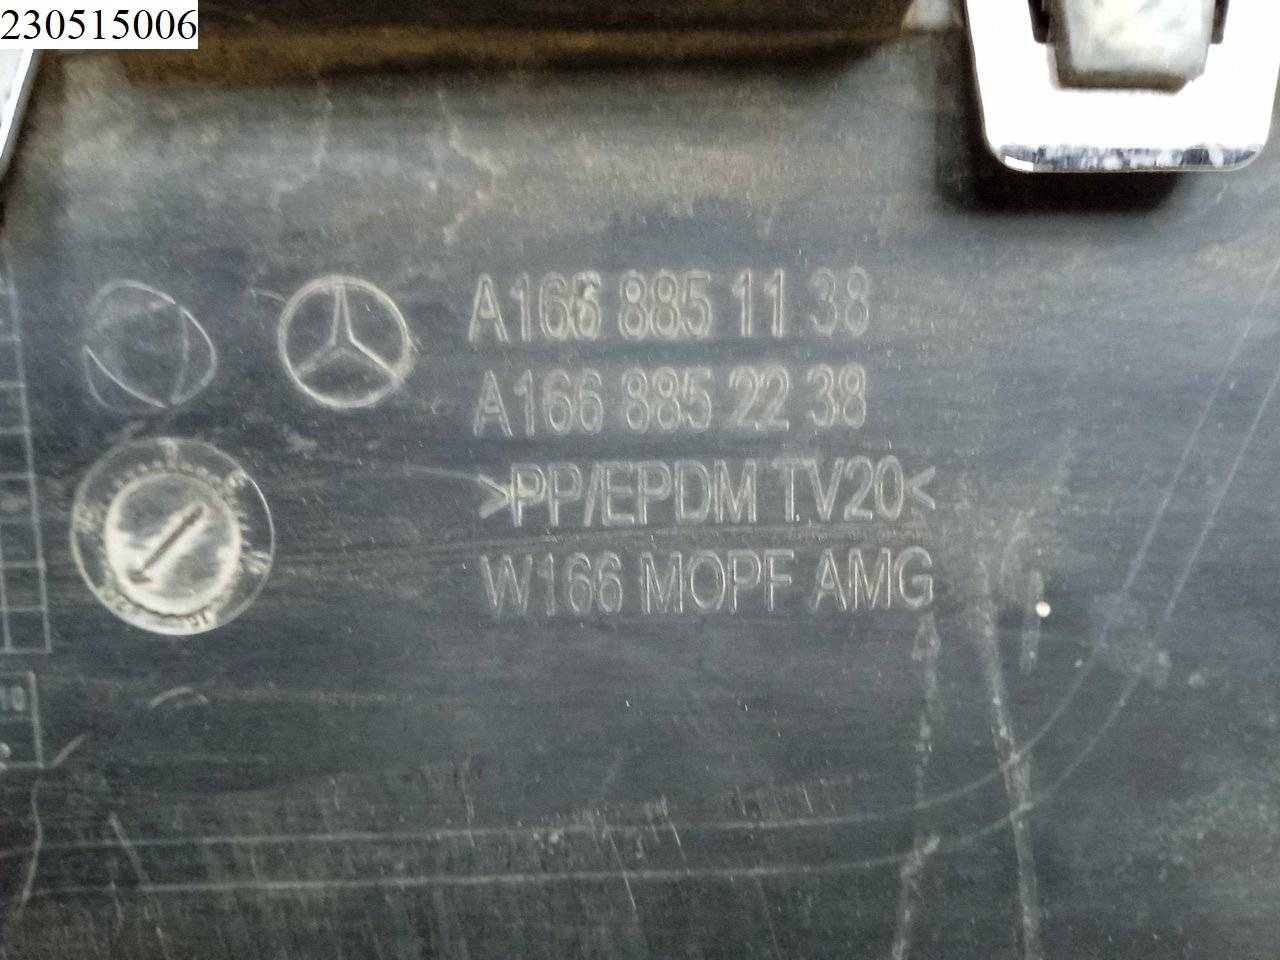 230515006
A166 885 11 38
A166 885 22 38
>PP/EPDM TV20<
W166 MOPF AMG